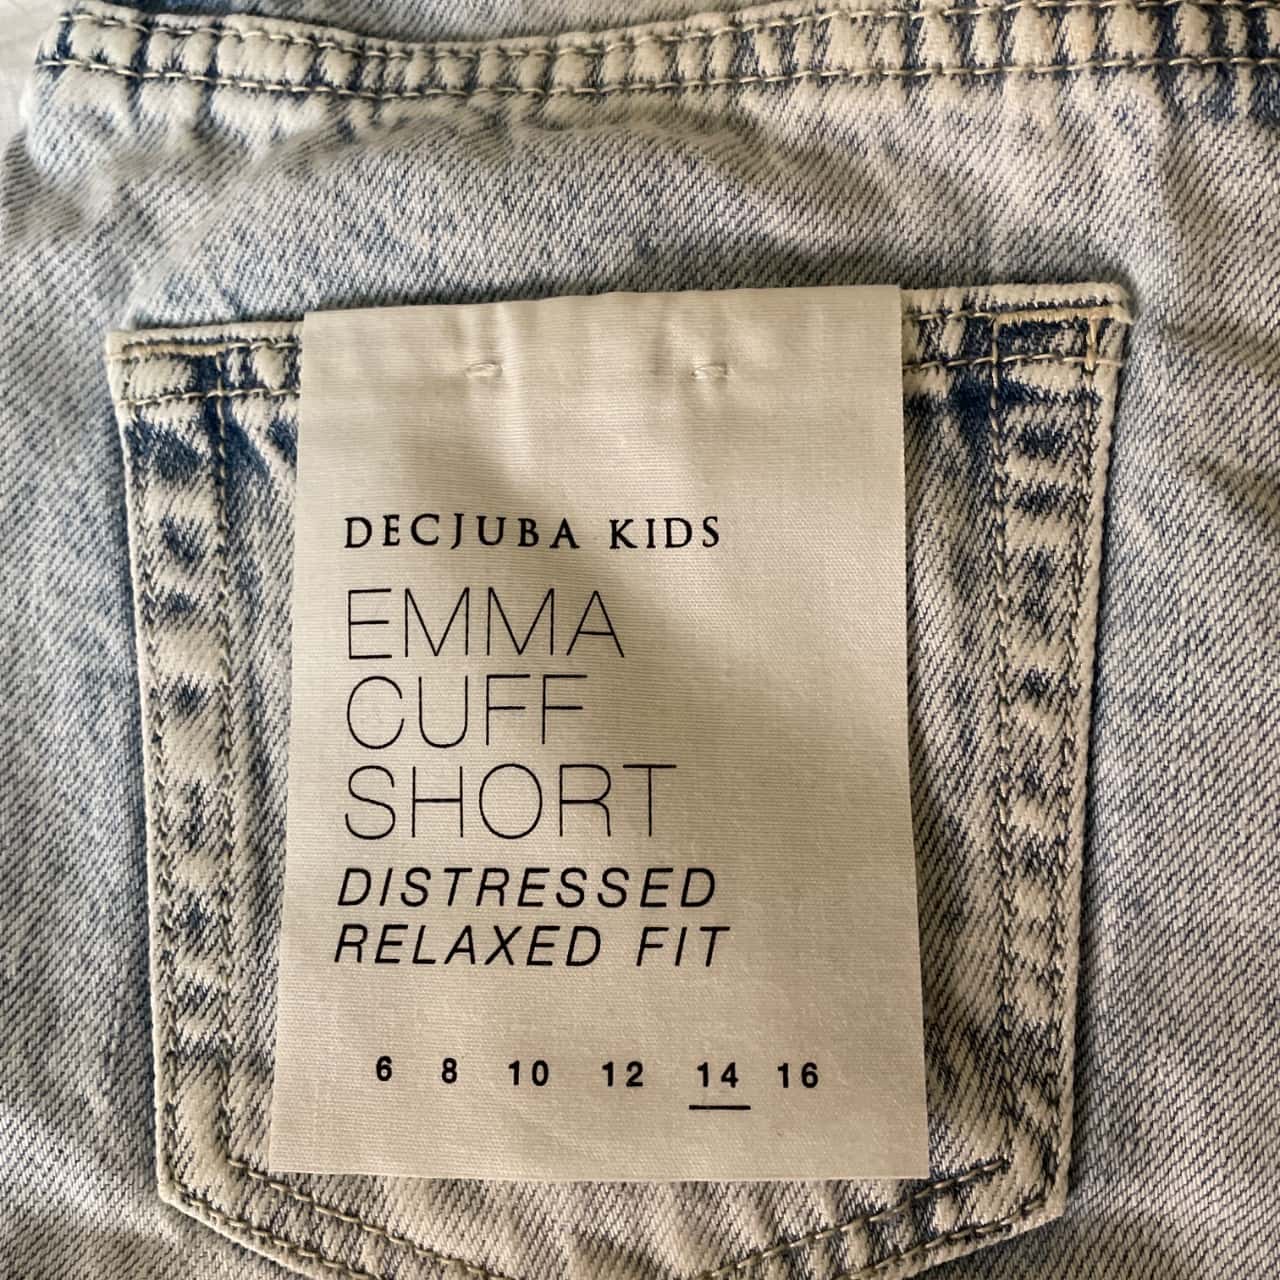 DECJUBA KIDS
EMMA
CUFF
SHORT
DISTRESSED
RELAXED FIT
6 8 10 12 14 16